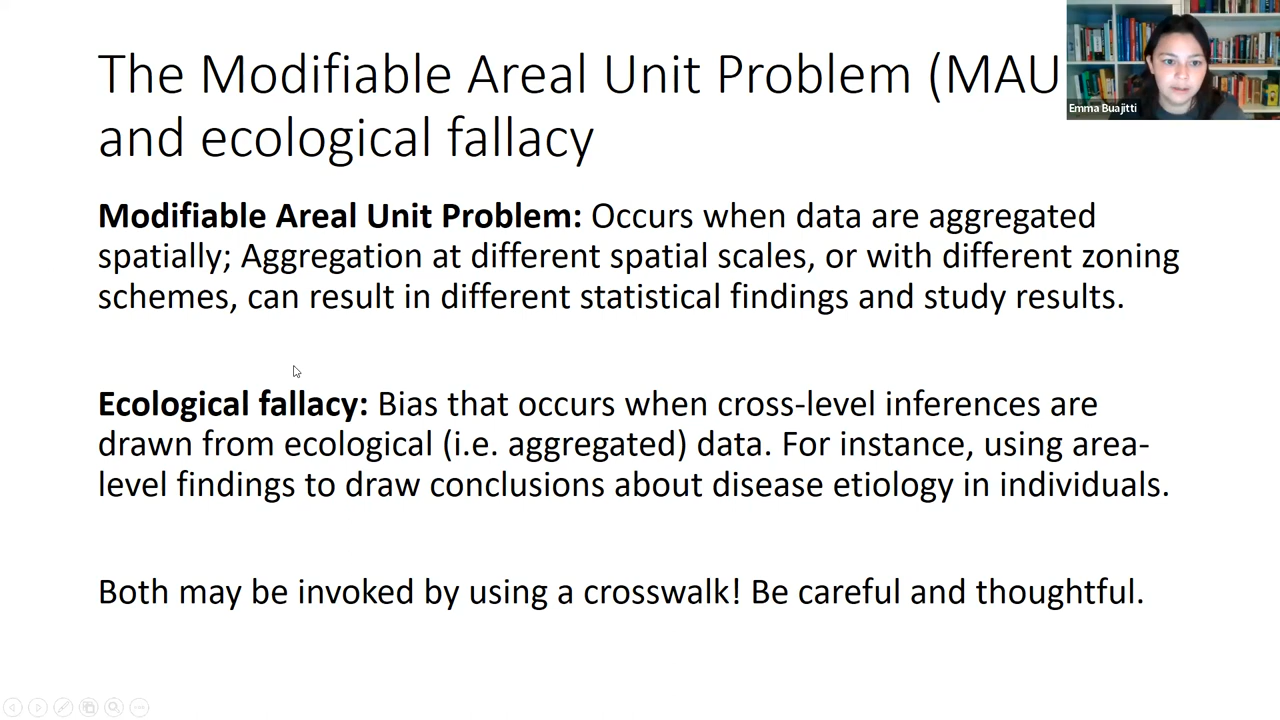 The Modifiable Areal Unit Problem (MAU
and ecological fallacy
Emma Buajitti
Modifiable Areal Unit Problem: Occurs when data are aggregated
spatially; Aggregation at different spatial scales, or with different zoning
schemes, can result in different statistical findings and study results.
Ecological fallacy: Bias that occurs when cross-level inferences are
drawn from ecological (i.e. aggregated) data. For instance, using area-
level findings to draw conclusions about disease etiology in individuals.
Both may be invoked by using a crosswalk! Be careful and thoughtful.